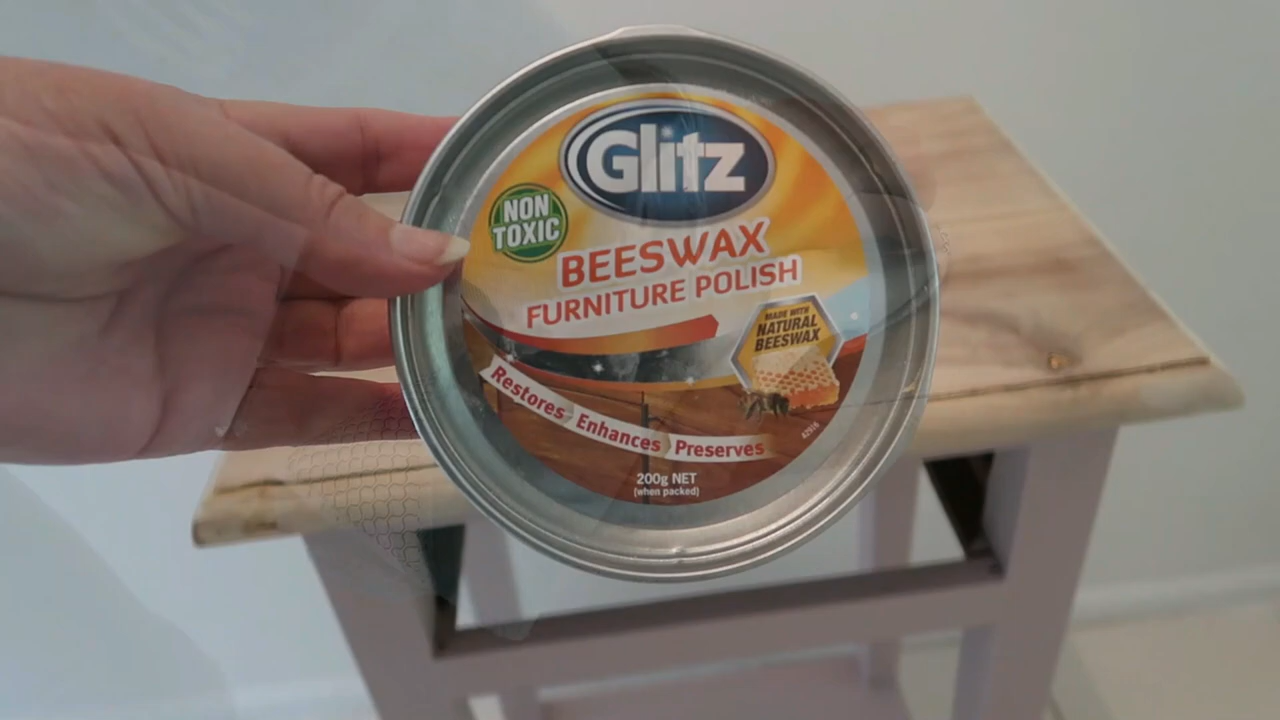 Glitz
NON
TOXIC
BEESWAX
FURNITURE POLISH
MADE WITH
NATURAL
BEESWAX
Restores Enhances Preserves
200g NET
(when packed)